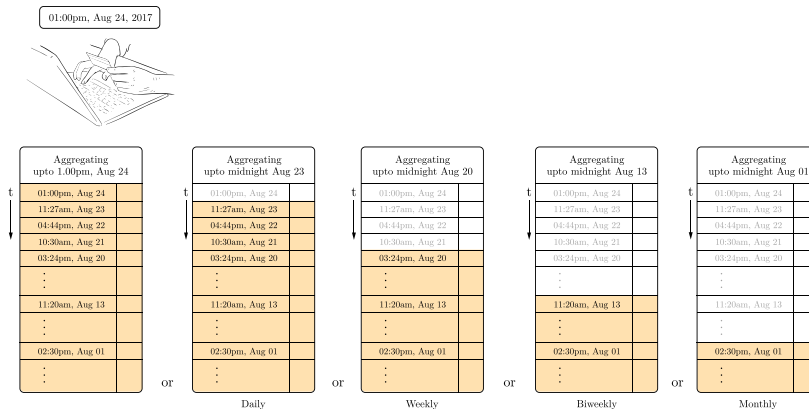 01:00pm, Aug 24, 2017
Aggregating
upto 1.00pm, Aug 24
t
01:00pm, Aug 24
11:27am, Aug 23
04:44pm, Aug 22
10:30am, Aug 21
03:24pm, Aug 20
11:20am, Aug 13
02:30pm, Aug 01
or
Aggregating
upto midnight Aug 23
t
01:00pm, Aug 24
11:27am, Aug 23
04:44pm, Aug 22
10:30am, Aug 21
03:24pm, Aug 20
11:20am, Aug 13
02:30pm, Aug 01
Daily
or
Aggregating
upto midnight Aug 20
t
01:00pm, Aug 24
11:27am, Aug 23
04:44pm, Aug 22
10:30am, Aug 21
03:24pm, Aug 20
11:20am, Aug 13
02:30pm, Aug 01
Weekly
or
Aggregating
upto midnight Aug 13
t
01:00pm, Aug 24
11:27am, Aug 23
04:44pm, Aug 22
10:30am, Aug 21
03:24pm, Aug 20
11:20am, Aug 13
02:30pm, Aug 01
Biweekly
or
Aggregating
upto midnight Aug 01
t
01:00pm, Aug 24
11:27am, Aug 23
04:44pm, Aug 22
10:30am, Aug 21
03:24pm, Aug 20
11:20am, Aug 13
02:30pm, Aug 01
Monthly